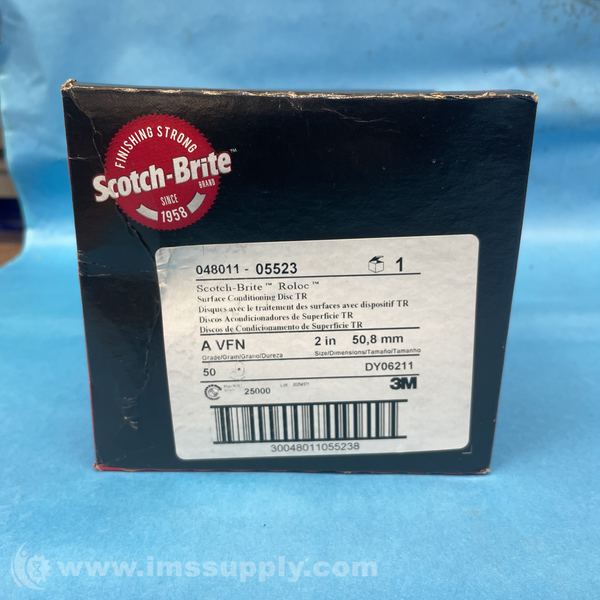 FINISHING STRONG
Scotch-Brite™
BRAND
SINCE
1958
048011 - 05523 1
Scotch-Brite™ Roloc™
Surface Conditioning Disc TR
Disques avec le traitement des surfaces avec dispositif TR
Discos Acondicionadores de Superficie TR
Discos de Condicionamento de Superfície TR
A VFN 2 in 50,8 mm
Grade/Grain/Grano/Dureza Size/Dimensions/Tamaño/Tamanho
50 DY06211
25000 Lot 3M
30048011055238
www.imssupply.com